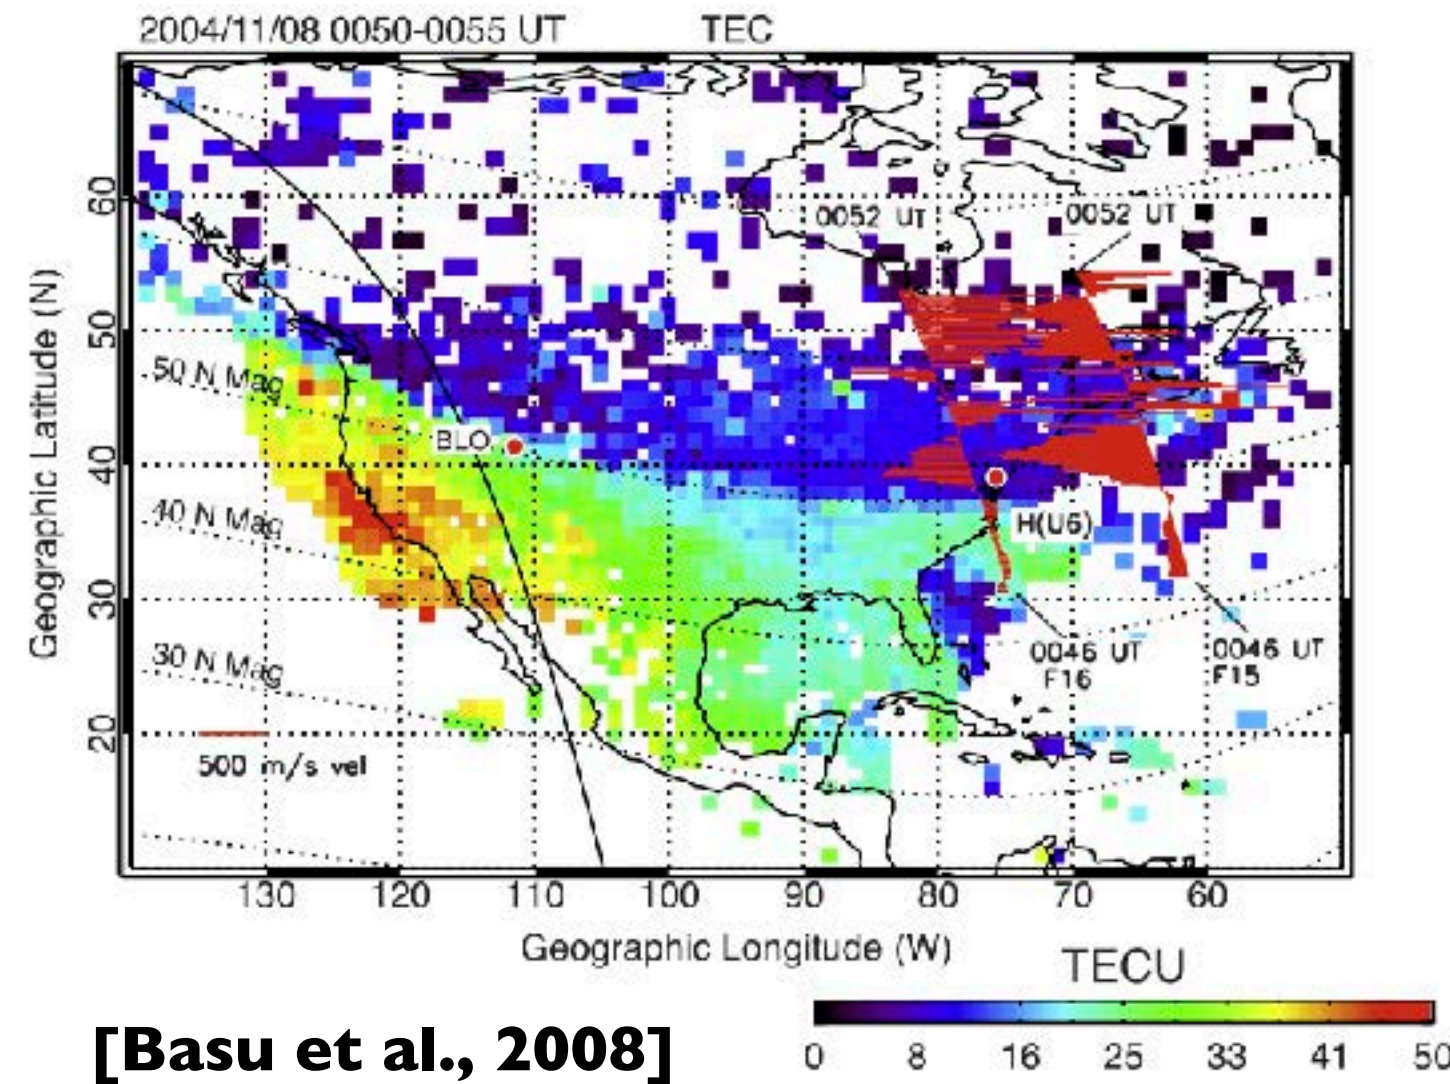 2004/11/08 0050-0055 UT TEC
Geographic Latitude (N)
60
50
40
30
20
0052 UT
0052 UT
50 N Mag
BLO
40 N Mag
H(U6)
30 N Mag
0046 UT
F16
0046 UT
F15
500 m/s vel
130 120 110 100 90 80 70 60
Geographic Longitude (W)
TECU
0 8 16 25 33 41 50
[Basu et al., 2008]